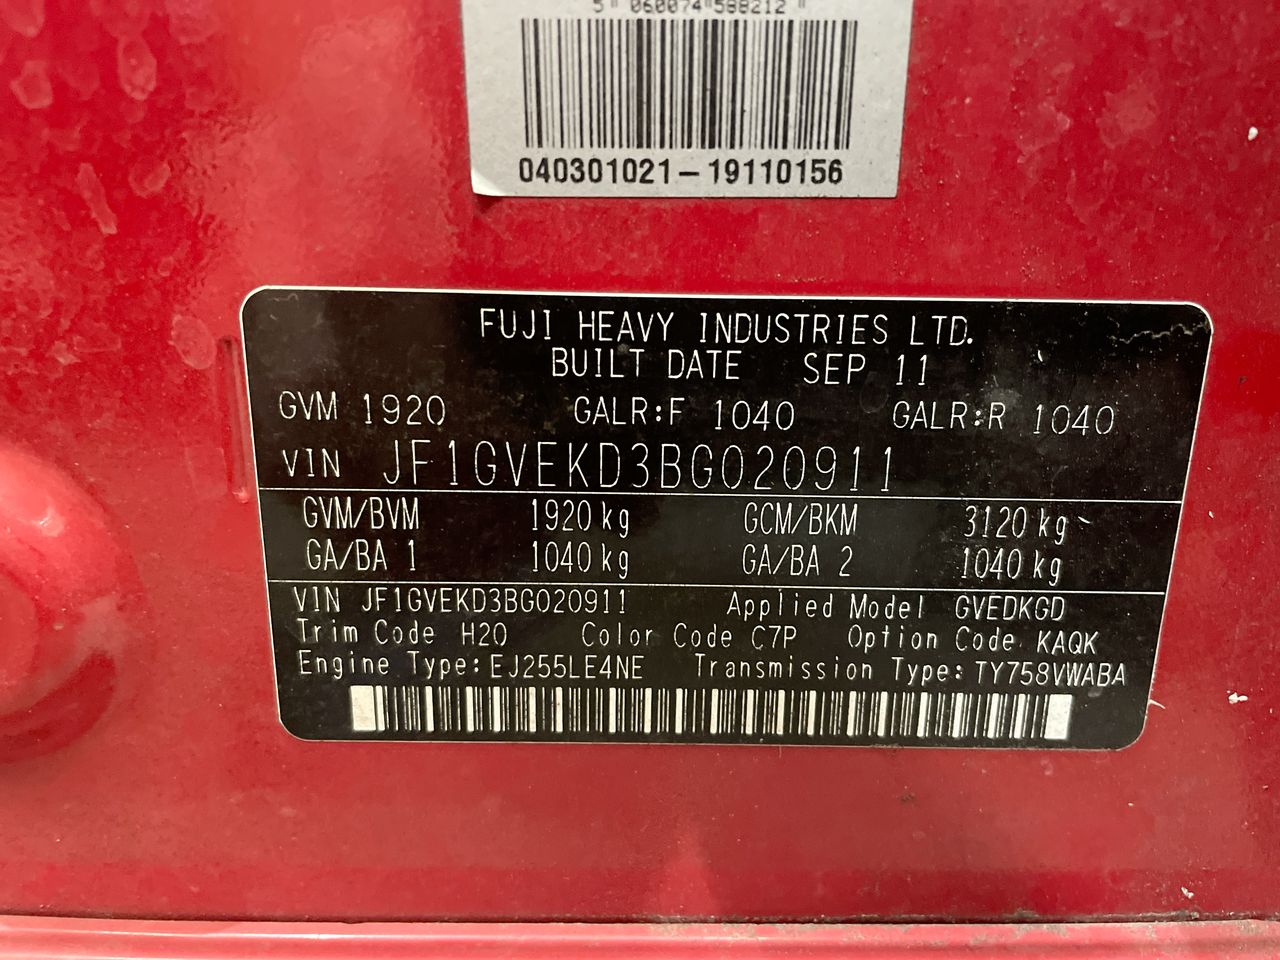 5 060074 588212
040301021-19110156
FUJI HEAVY INDUSTRIES LTD.
BUILT DATE SEP 11
GVM 1920 GALR:F 1040 GALR:R 1040
VIN JF1GVEKD3BG020911
GVM/BVM 1920 kg GCM/BKM 3120 kg
GA/BA 1 1040 kg GA/BA 2 1040 kg
VIN JF1GVEKD3BG020911 Applied Model GVEDKGD
Trim Code H20 Color Code C7P Option Code KAQK
Engine Type:EJ255LE4NE Transmission Type:TY758VWABA